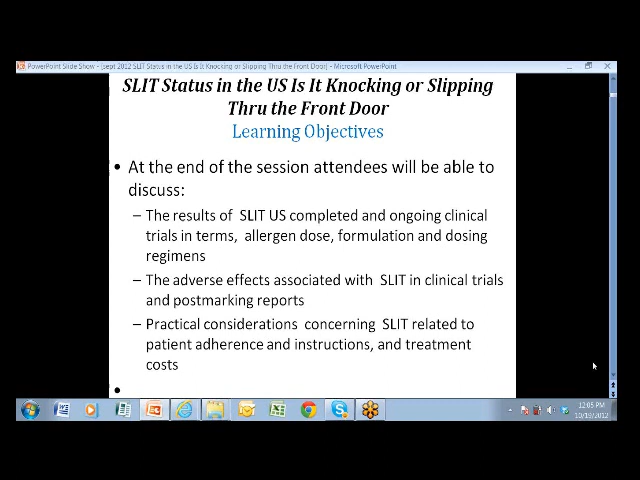 PowerPoint Slide Show - [sept 2012 SLIT Status in the US Is It Knocking or Slipping Thru the Front Door] - Microsoft PowerPoint
SLIT Status in the US Is It Knocking or Slipping
Thru the Front Door
Learning Objectives
• At the end of the session attendees will be able to
discuss:
– The results of SLIT US completed and ongoing clinical
trials in terms, allergen dose, formulation and dosing
regimens
– The adverse effects associated with SLIT in clinical trials
and postmarking reports
– Practical considerations concerning SLIT related to
patient adherence and instructions, and treatment
costs
•
12:05 PM
10/19/2012